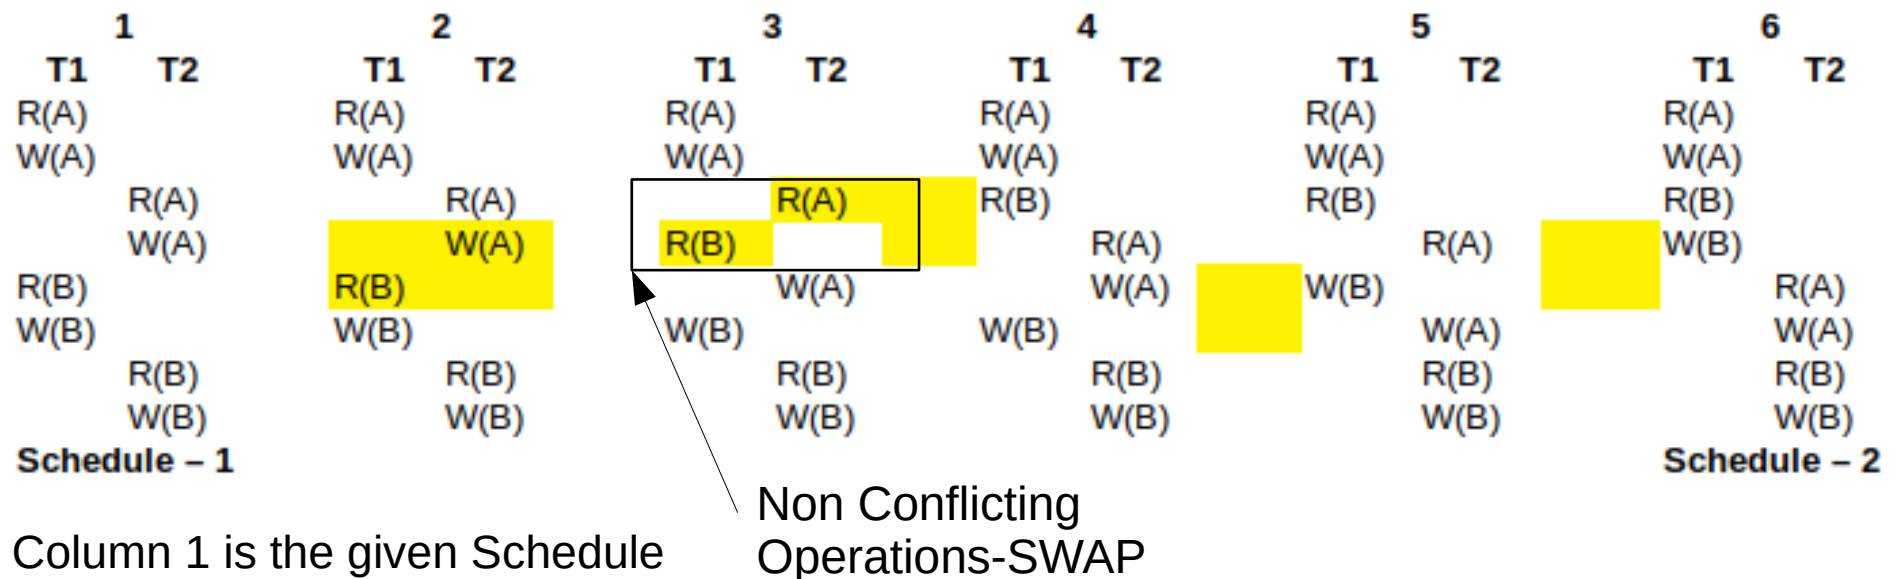 1 2 3 4 5 6
T1 T2 T1 T2 T1 T2 T1 T2 T1 T2 T1 T2
R(A) R(A) R(A) R(A) R(A) R(A)
W(A) W(A) W(A) W(A) W(A) W(A)
R(A) R(A) R(A) R(B) R(B) R(B)
W(A) W(A) R(B) R(A) R(A) W(B)
R(B) R(B) W(A) W(A) W(B) R(A)
W(B) W(B) W(B) W(B) W(A) W(A)
R(B) R(B) R(B) R(B) R(B) R(B)
W(B) W(B) W(B) W(B) W(B) W(B)
Schedule – 1 Schedule – 2
Non Conflicting
Column 1 is the given Schedule
Operations-SWAP